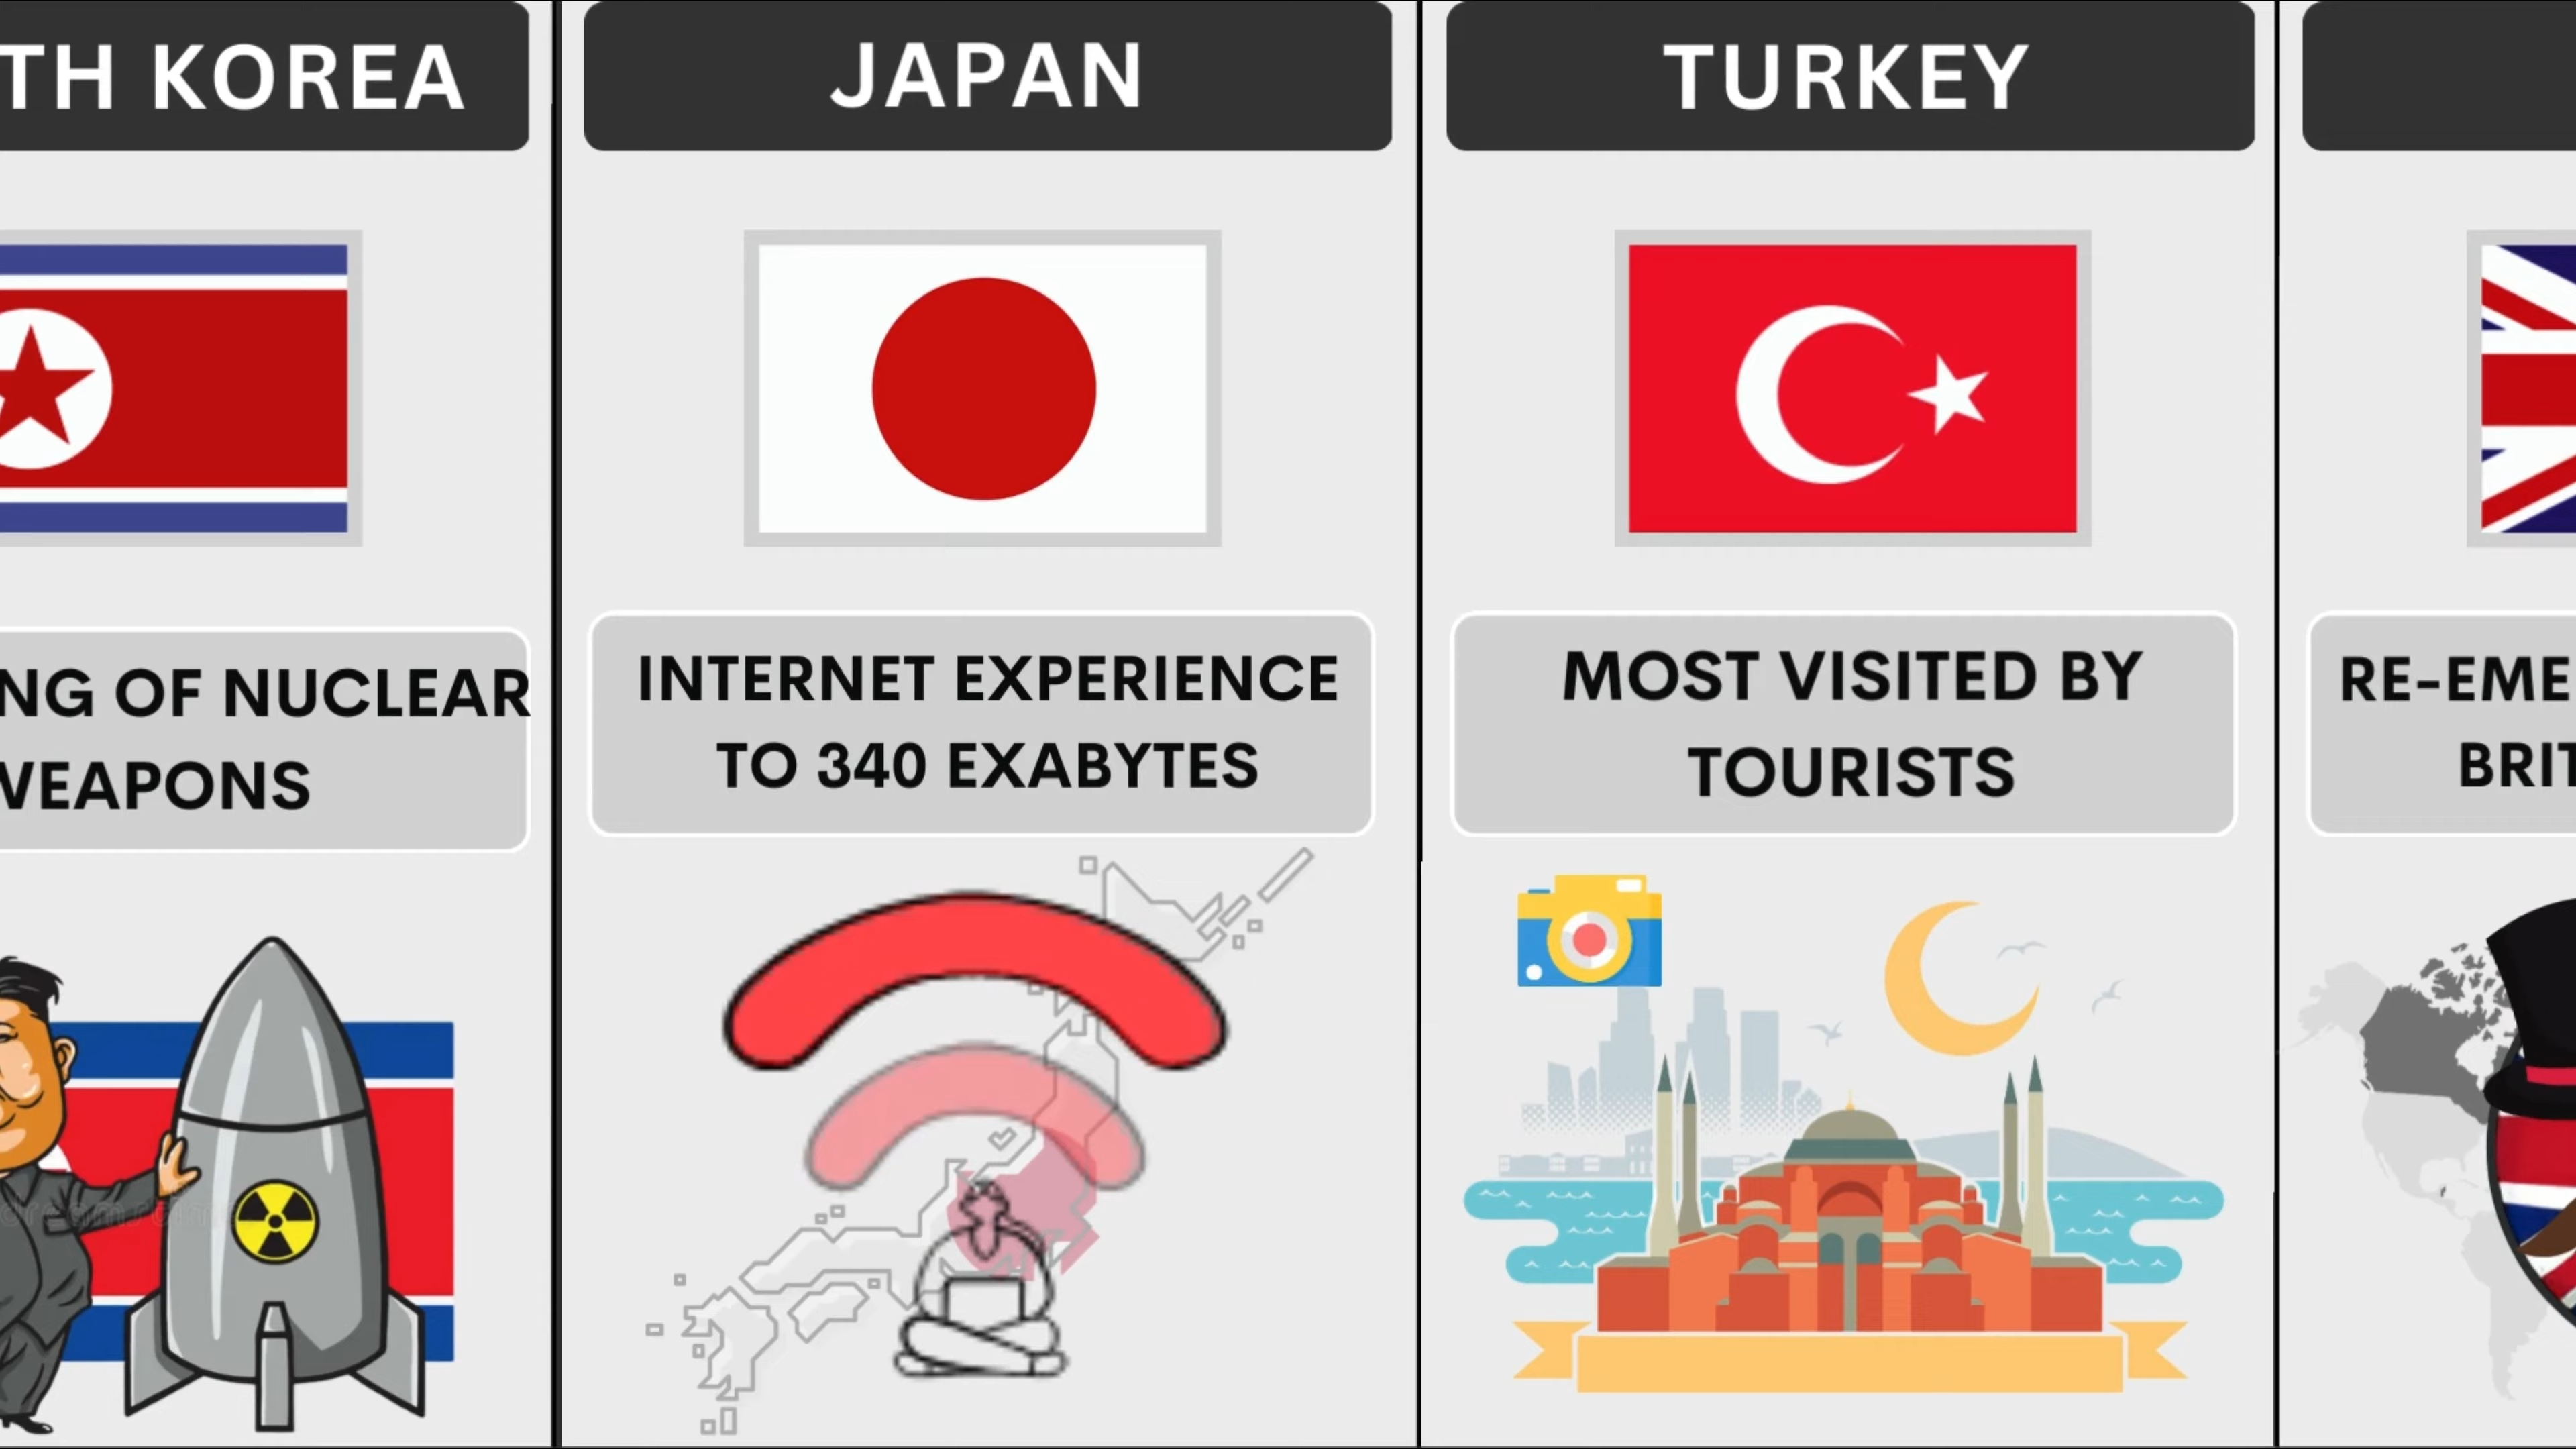 TH KOREA
NG OF NUCLEAR
WEAPONS
JAPAN
INTERNET EXPERIENCE
TO 340 EXABYTES
TURKEY
MOST VISITED BY
TOURISTS
RE-EME
BRIT